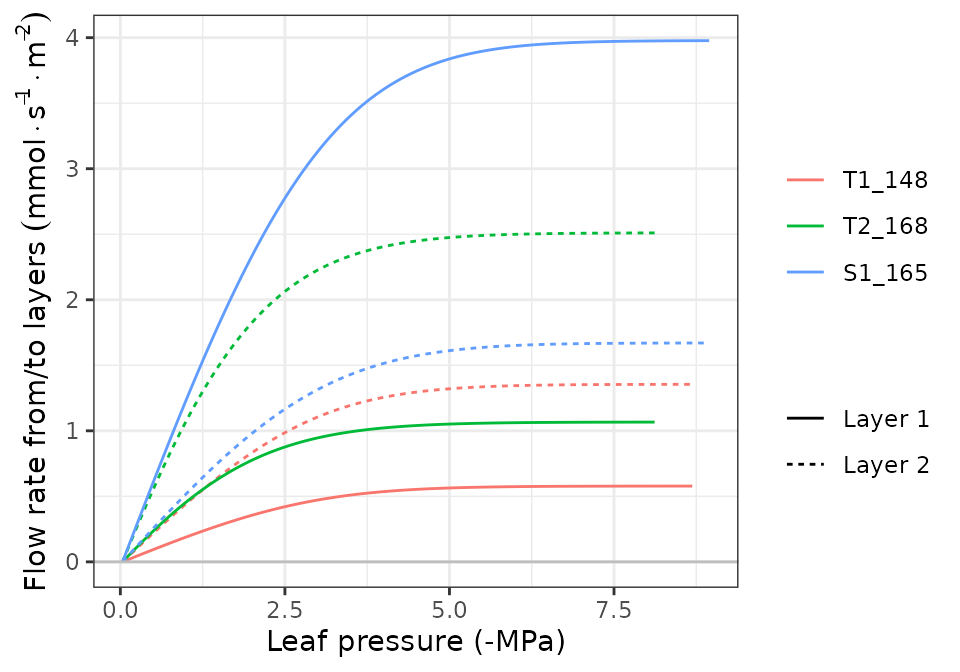 Flow rate from/to layers (mmol · s⁻¹ · m⁻²)
4
3
2
1
0
0.0 2.5 5.0 7.5
Leaf pressure (-MPa)
T1_148
T2_168
S1_165
Layer 1
Layer 2